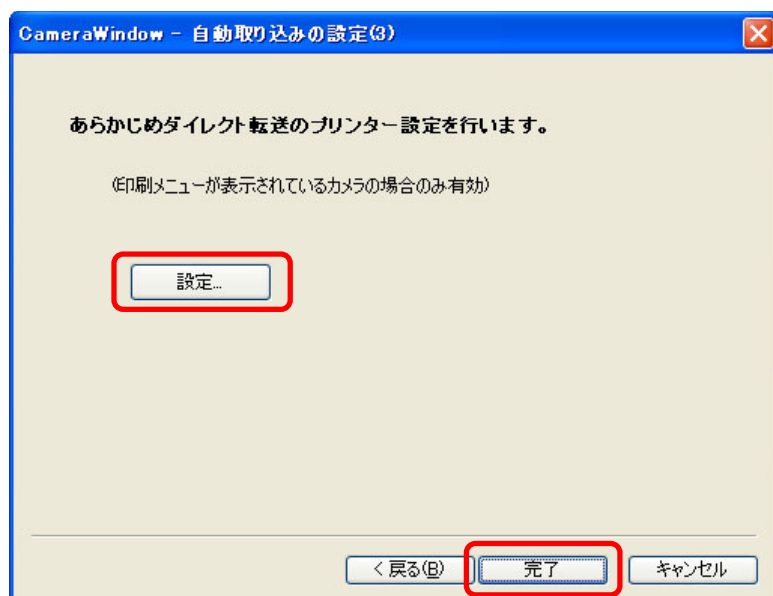 CameraWindow - 自動取り込みの設定(3)
あらかじめダイレクト転送のプリンター設定を行います。
(印刷メニューが表示されているカメラの場合のみ有効)
設定...
< 戻る(B)
完了
キャンセル